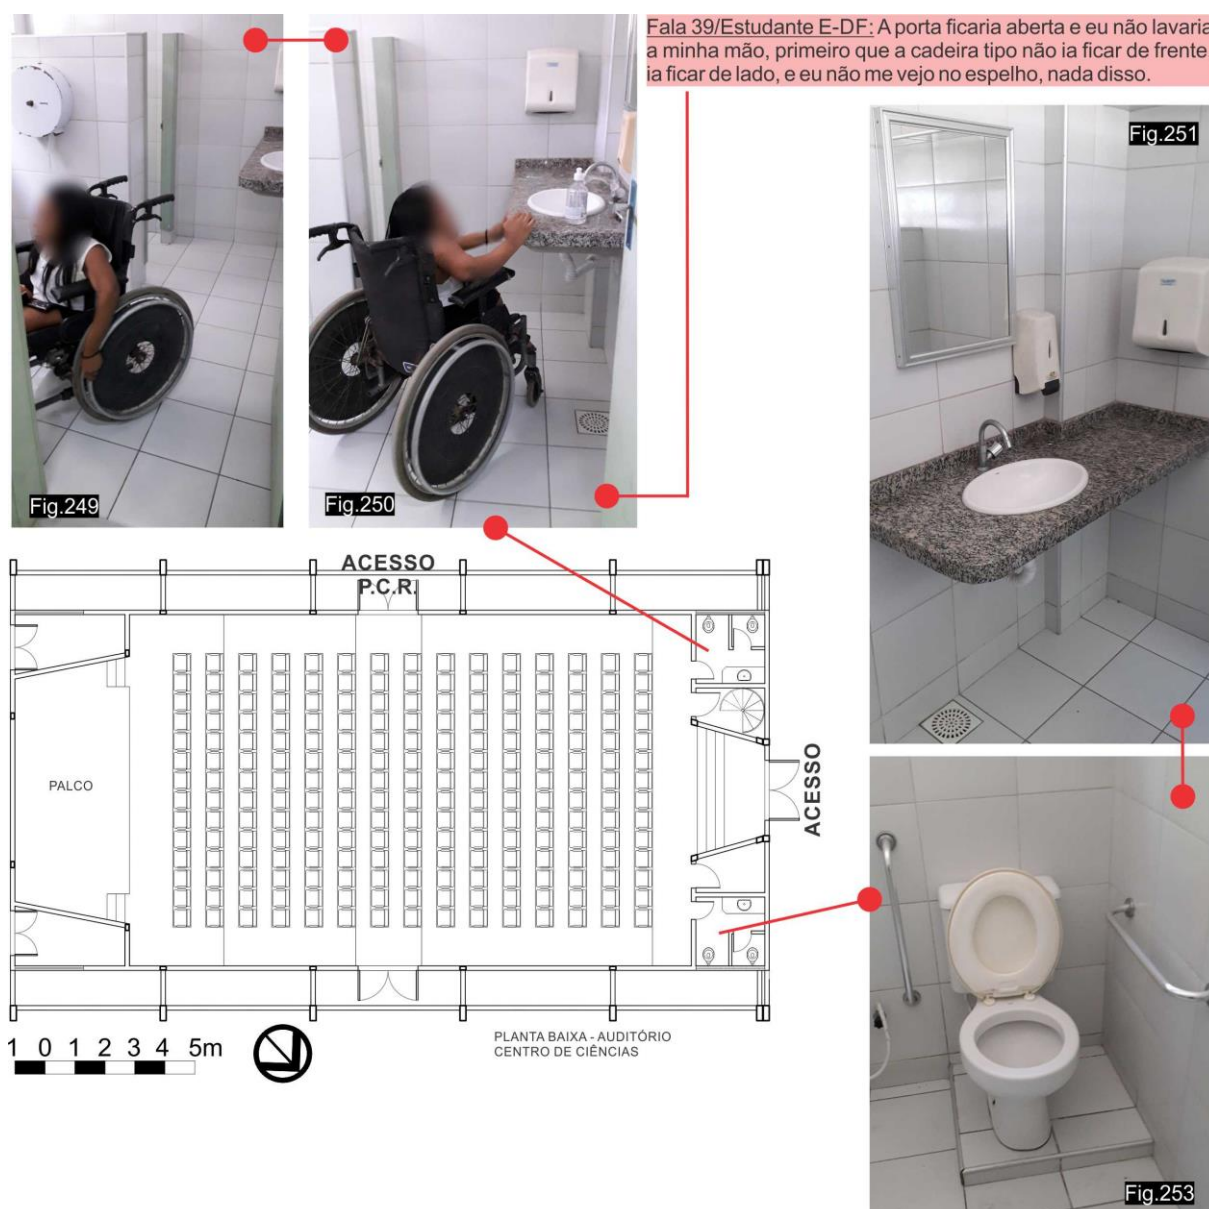 Fala 39/Estudante E-DF: A porta ficaria aberta e eu não lavaria
a minha mão, primeiro que a cadeira tipo não ia ficar de frente
ia ficar de lado, e eu não me vejo no espelho, nada disso.
Fig.251
Fig.249
Fig.250
ACESSO
P.C.R.
PALCO
ACESSO
PLANTA BAIXA - AUDITÓRIO
CENTRO DE CIÊNCIAS
1 0 1 2 3 4 5m
Fig.253